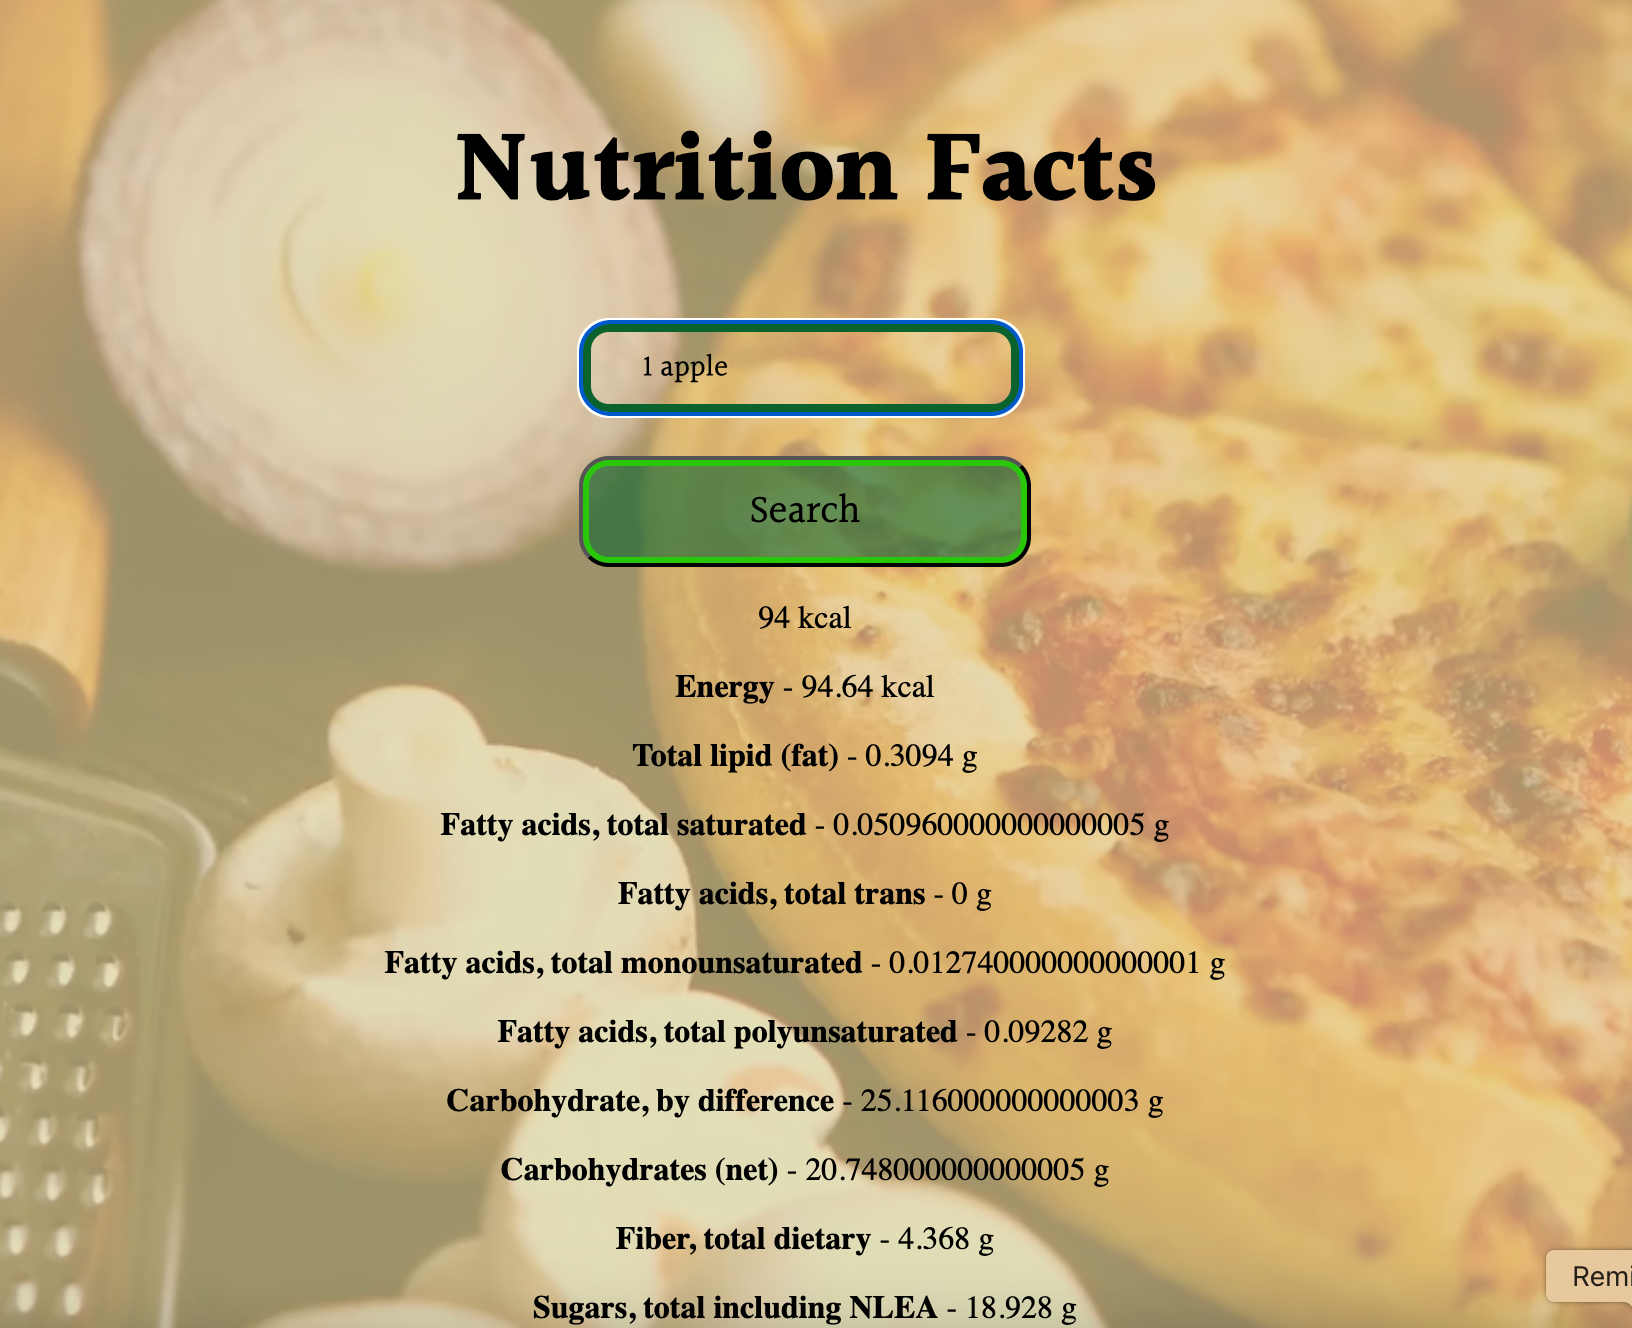 Nutrition Facts
1 apple
Search
94 kcal
Energy - 94.64 kcal
Total lipid (fat) - 0.3094 g
Fatty acids, total saturated - 0.050960000000000005 g
Fatty acids, total trans - 0 g
Fatty acids, total monounsaturated - 0.012740000000000001 g
Fatty acids, total polyunsaturated - 0.09282 g
Carbohydrate, by difference - 25.116000000000003 g
Carbohydrates (net) - 20.748000000000005 g
Fiber, total dietary - 4.368 g
Remi
Sugars, total including NLEA - 18.928 g